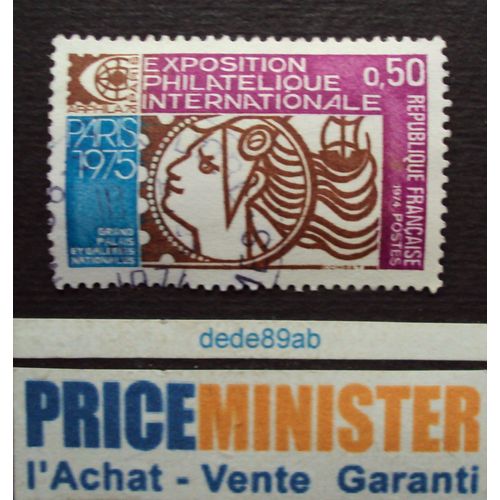 EXPOSITION
PHILATELIQUE
INTERNATIONALE
0,50
ARPHILA PARIS
PARIS
1975
GRAND
PALAIS
ET GALERIES
NATIONALES
REPUBLIQUE FRANÇAISE
1974 POSTES
dede89ab
PRICEMINISTER
l'Achat - Vente Garanti